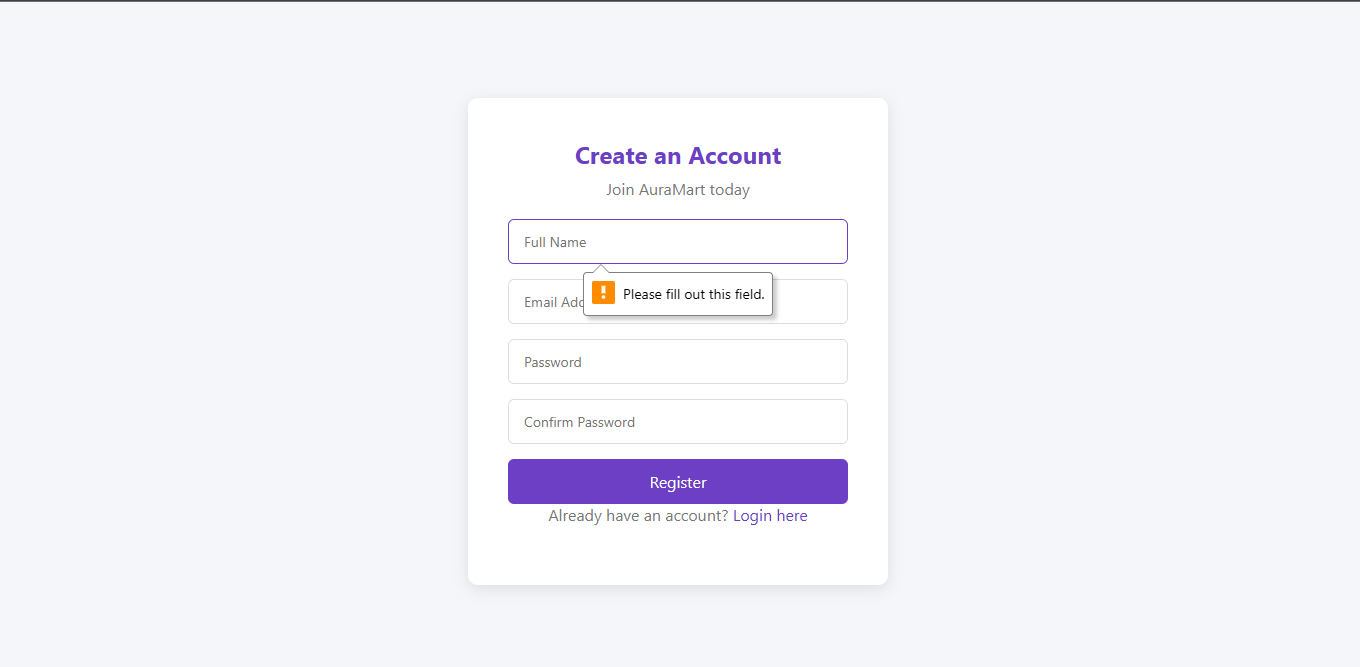 Create an Account
Join AuraMart today
Full Name
Please fill out this field.
Email
Password
Confirm Password
Register
Already have an account? Login here